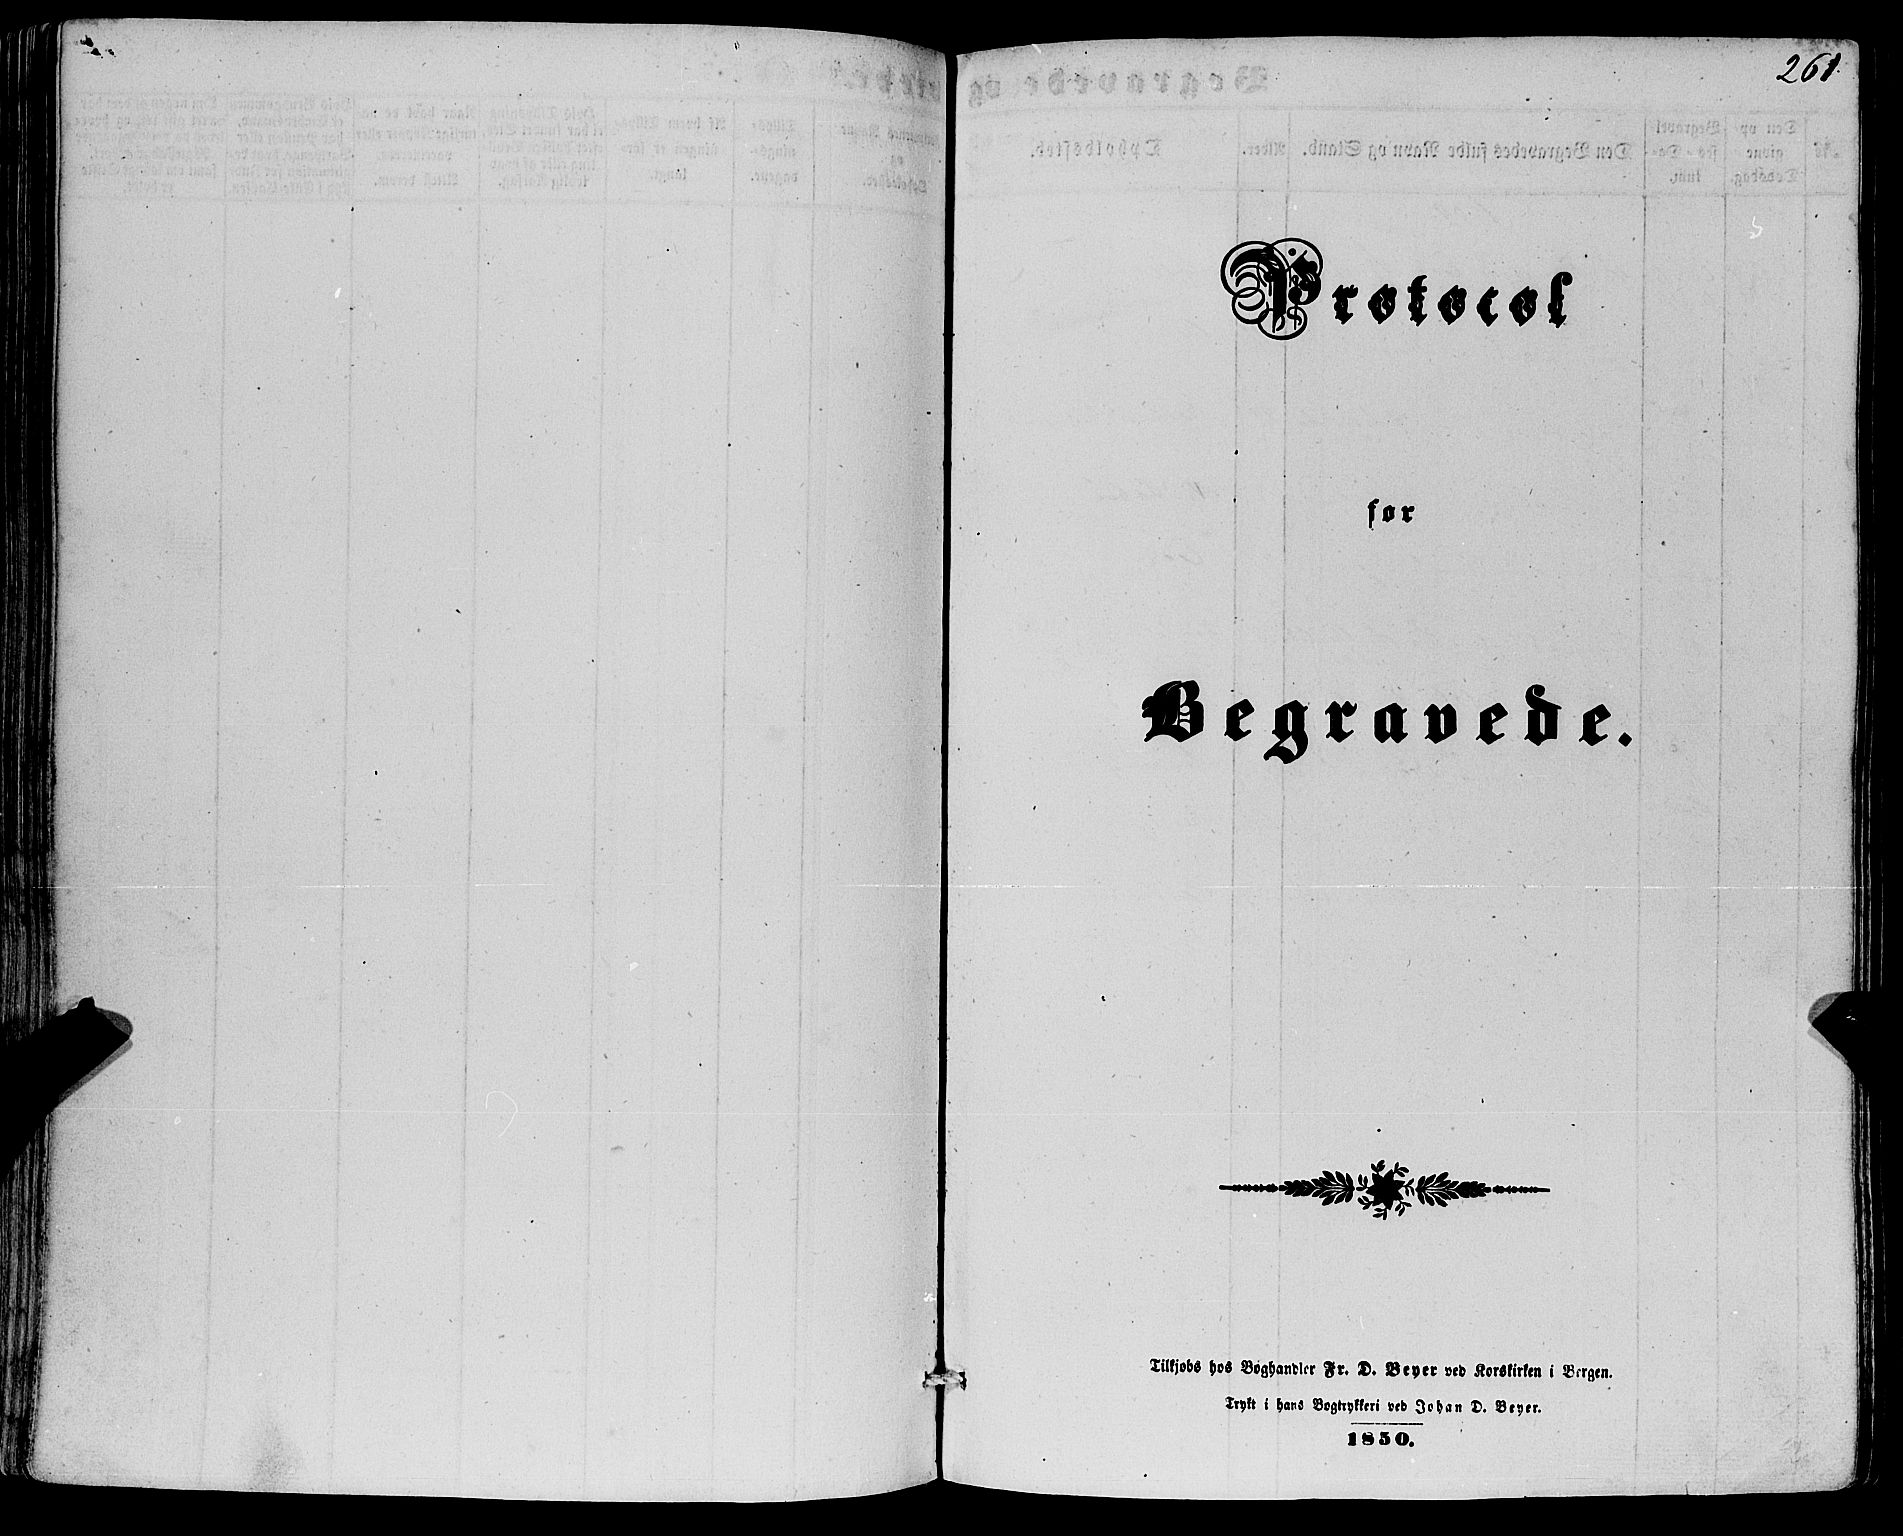 261.
Protocol
for
Begravede.
Tilkjøbs hos Boghandler Fr. D. Beyer ved Korskirken i Bergen.
Trykt i hans Bogtrykkeri ved Johan D. Beyer.
1850.